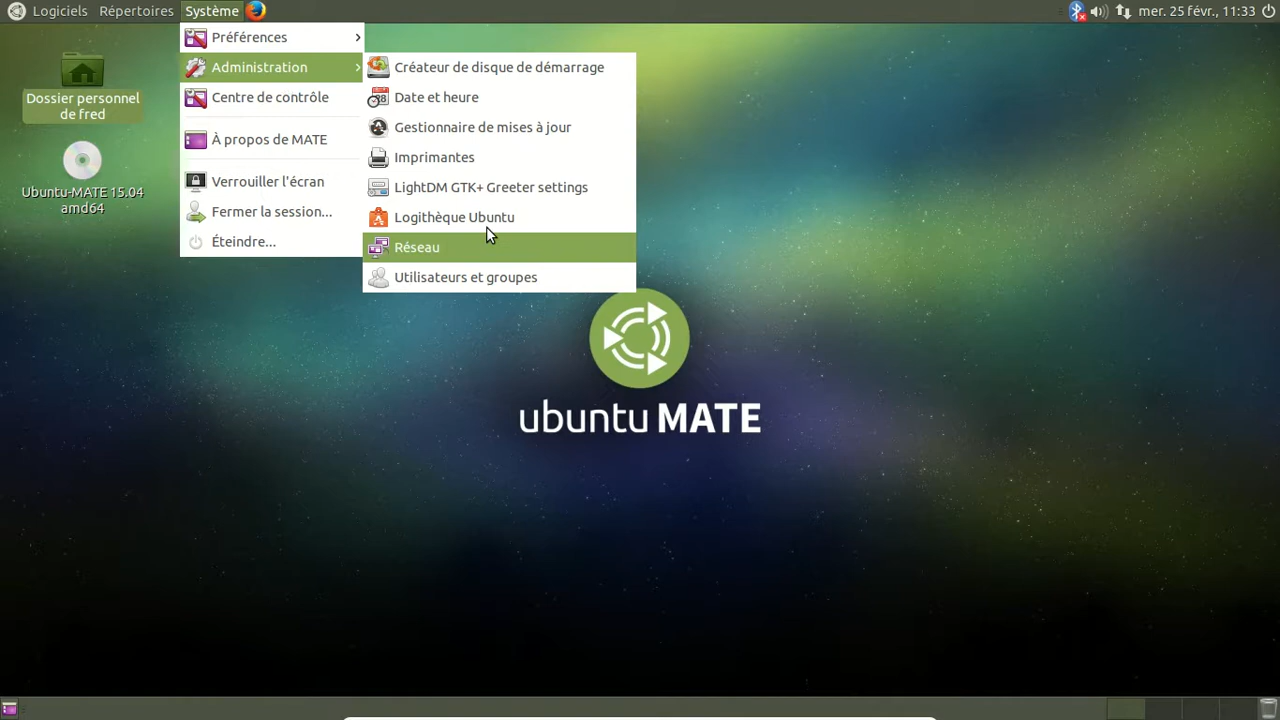 Logiciels Répertoires Système mer. 25 févr., 11:33
Préférences
Administration
Centre de contrôle
À propos de MATE
Verrouiller l'écran
Fermer la session...
Éteindre...
Créateur de disque de démarrage
Date et heure
Gestionnaire de mises à jour
Imprimantes
LightDM GTK+ Greeter settings
Logithèque Ubuntu
Réseau
Utilisateurs et groupes
Dossier personnel
de fred
Ubuntu-MATE 15.04
amd64
ubuntu MATE